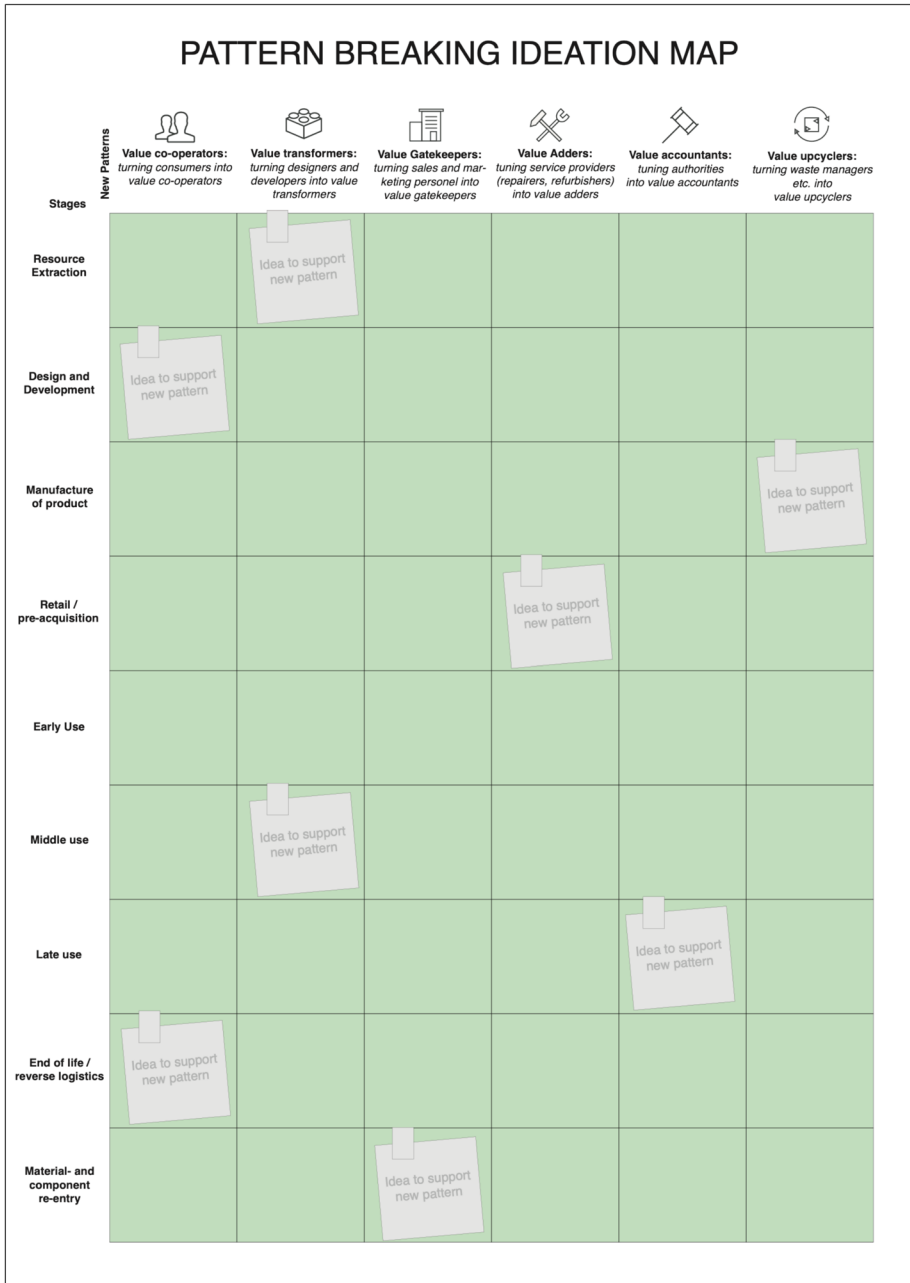 PATTERN BREAKING IDEATION MAP
New Patterns
Stages
Value co-operators:
turning consumers into
value co-operators
Value transformers:
turning designers and
developers into value
transformers
Value Gatekeepers:
turning sales and mar-
keting personel into
value gatekeepers
Value Adders:
tuning service providers
(repairers, refurbishers)
into value adders
Value accountants:
tuning authorities
into value accountants
Value upcyclers:
turning waste managers
etc. into
value upcyclers
Resource
Extraction
Idea to support
new pattern
Design and
Development
Idea to support
new pattern
Manufacture
of product
Idea to support
new pattern
Retail /
pre-acquisition
Idea to support
new pattern
Early Use
Middle use
Idea to support
new pattern
Late use
Idea to support
new pattern
End of life /
reverse logistics
Idea to support
new pattern
Material- and
component
re-entry
Idea to support
new pattern